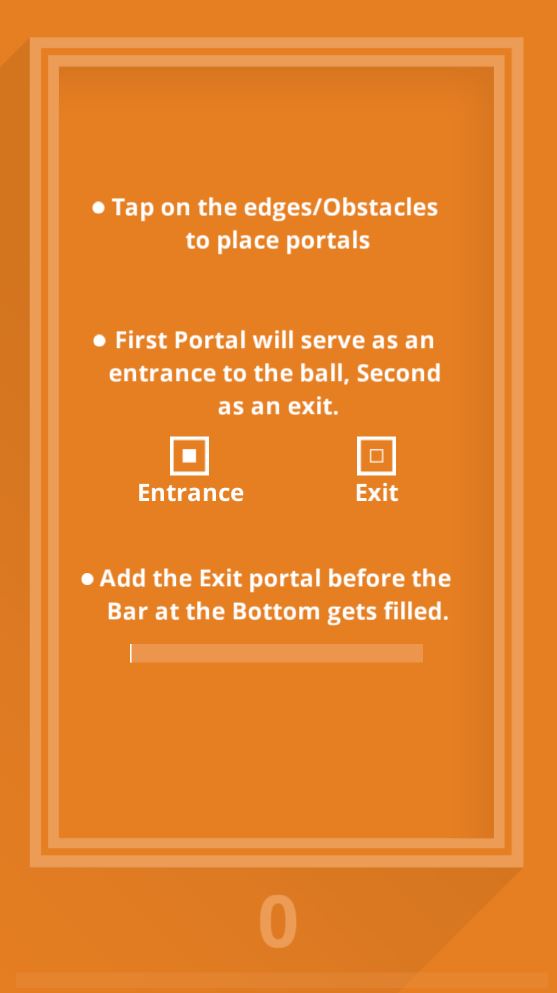 ● Tap on the edges/Obstacles
to place portals
● First Portal will serve as an
entrance to the ball, Second
as an exit.
Entrance Exit
● Add the Exit portal before the
Bar at the Bottom gets filled.
0